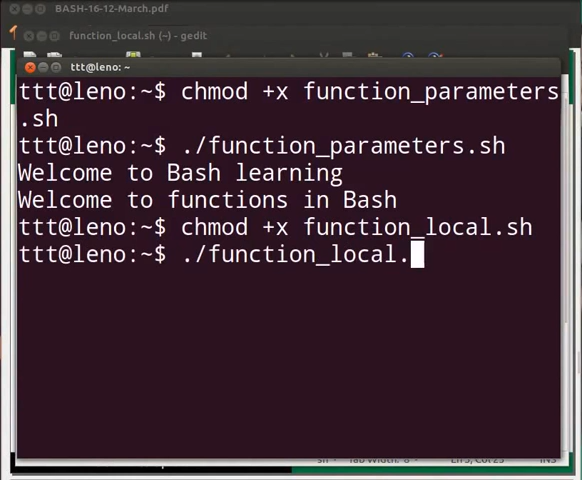 BASH-16-12-March.pdf
function_local.sh (~) - gedit
ttt@leno: ~
ttt@leno:~$ chmod +x function_parameters
.sh
ttt@leno:~$ ./function_parameters.sh
Welcome to Bash learning
Welcome to functions in Bash
ttt@leno:~$ chmod +x function_local.sh
ttt@leno:~$ ./function_local.